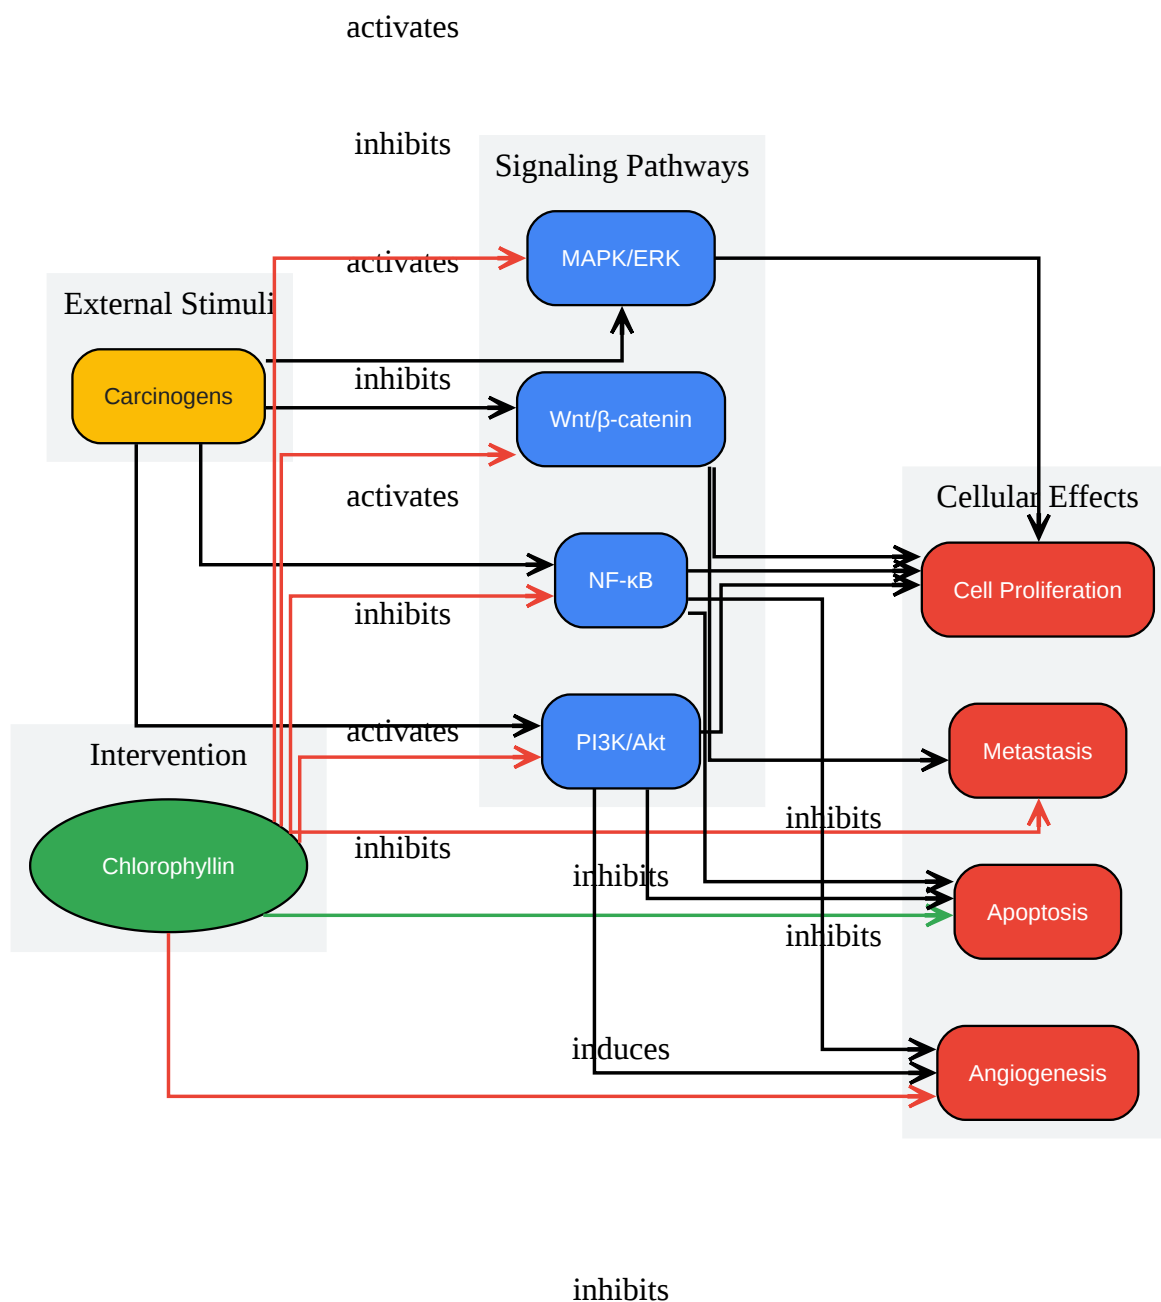 activates
inhibits
Signaling Pathways
activates
MAPK/ERK
External Stimuli
inhibits
Carcinogens
Wnt/β-catenin
activates
Cellular Effects
NF-κB
Cell Proliferation
inhibits
activates
PI3K/Akt
Metastasis
Intervention
inhibits
inhibits
Chlorophyllin
inhibits
Apoptosis
inhibits
induces
Angiogenesis
inhibits